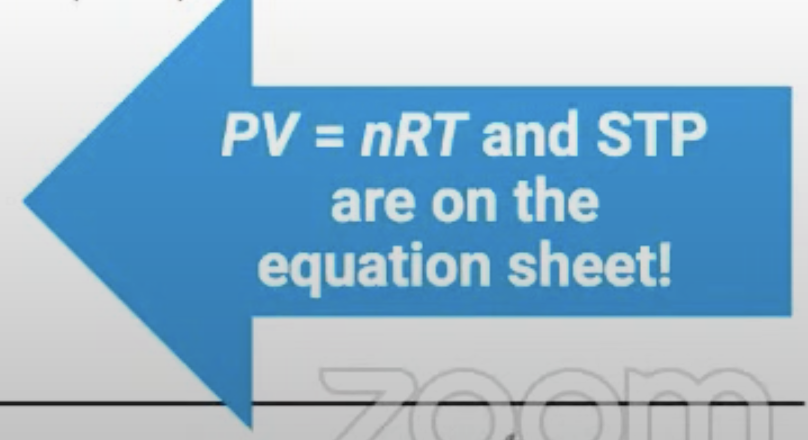 PV = nRT and STP
are on the
equation sheet!
zoom